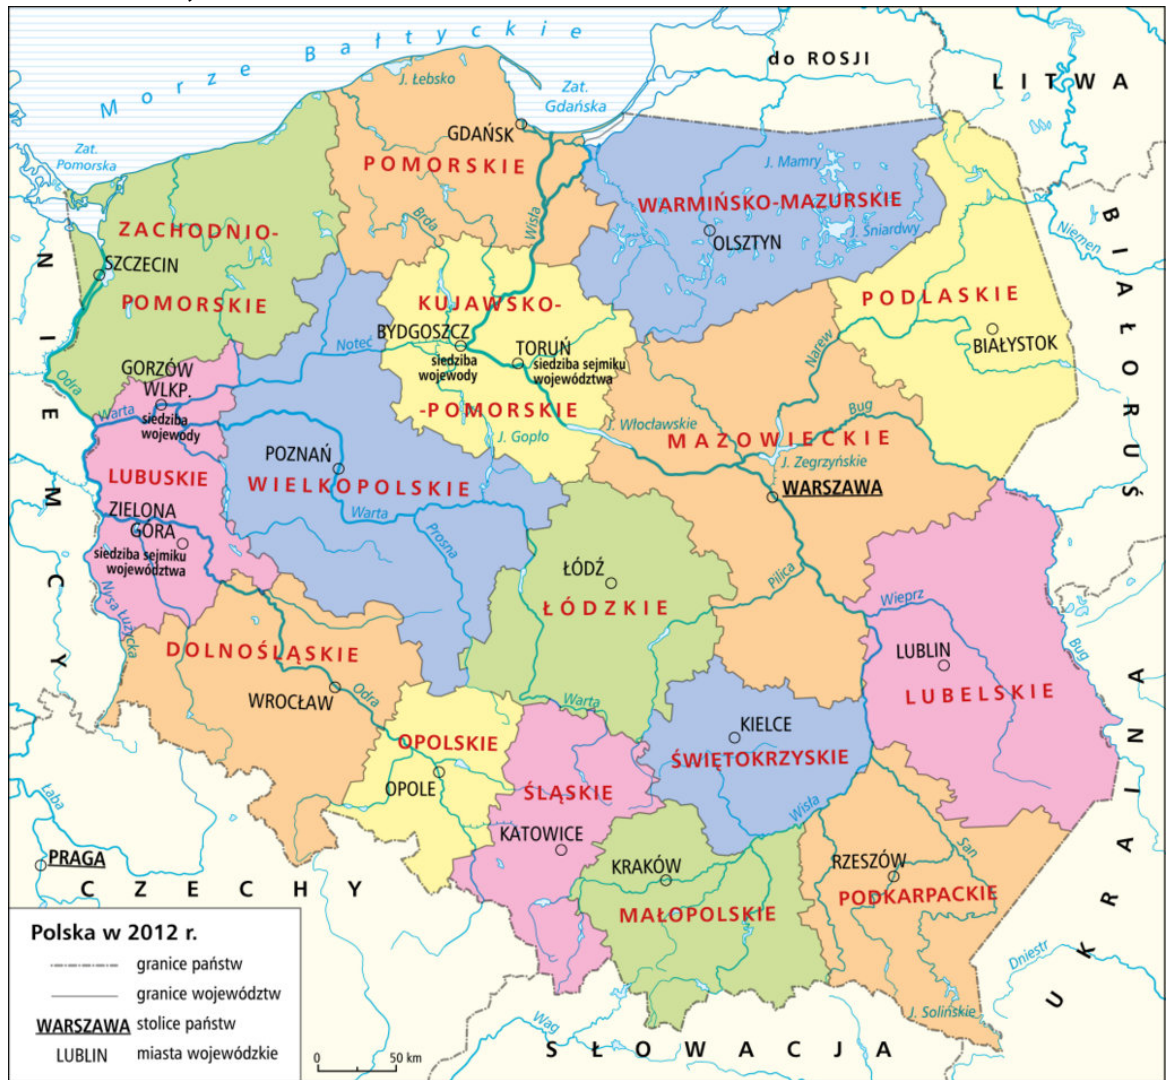 Morze Bałtyckie
do ROSJI
LITWA
J. Łebsko
Zat.
Gdańska
GDAŃSK
Zat.
Pomorska
POMORSKIE
J. Mamry
WARMIŃSKO-MAZURSKIE
ZACHODNIO-
POMORSKIE
Brda
Wisła
OLSZTYN
J. Śniardwy
Niemen
BIAŁORUŚ
NIEMCY
SZCZECIN
KUJAWSKO-
-POMORSKIE
PODLASKIE
BYDGOSZCZ
siedziba
wojewody
TORUŃ
siedziba sejmiku
województwa
Noteć
Narew
BIAŁYSTOK
Odra
GORZÓW
WLKP.
siedziba
wojewody
Warta
Bug
J. Włocławskie
J. Gopło
MAZOWIECKIE
J. Zegrzyńskie
POZNAŃ
LUBUSKIE
WIELKOPOLSKIE
WARSZAWA
ZIELONA
GÓRA
siedziba sejmiku
województwa
Warta
Prosna
ŁÓDŹ
ŁÓDZKIE
Pilica
Nysa Łużycka
Wieprz
Bug
DOLNOŚLĄSKIE
LUBLIN
LUBELSKIE
WROCŁAW
Odra
Warta
UKRAINA
OPOLSKIE
KIELCE
ŚWIĘTOKRZYSKIE
OPOLE
ŚLĄSKIE
Łaba
Wisła
KATOWICE
San
PRAGA
KRAKÓW
RZESZÓW
CZECHY
MAŁOPOLSKIE
PODKARPACKIE
Dniestr
J. Solińskie
Wag
SŁOWACJA
Polska w 2012 r.
granice państw
granice województw
WARSZAWA stolice państw
LUBLIN miasta wojewódzkie
0 50 km